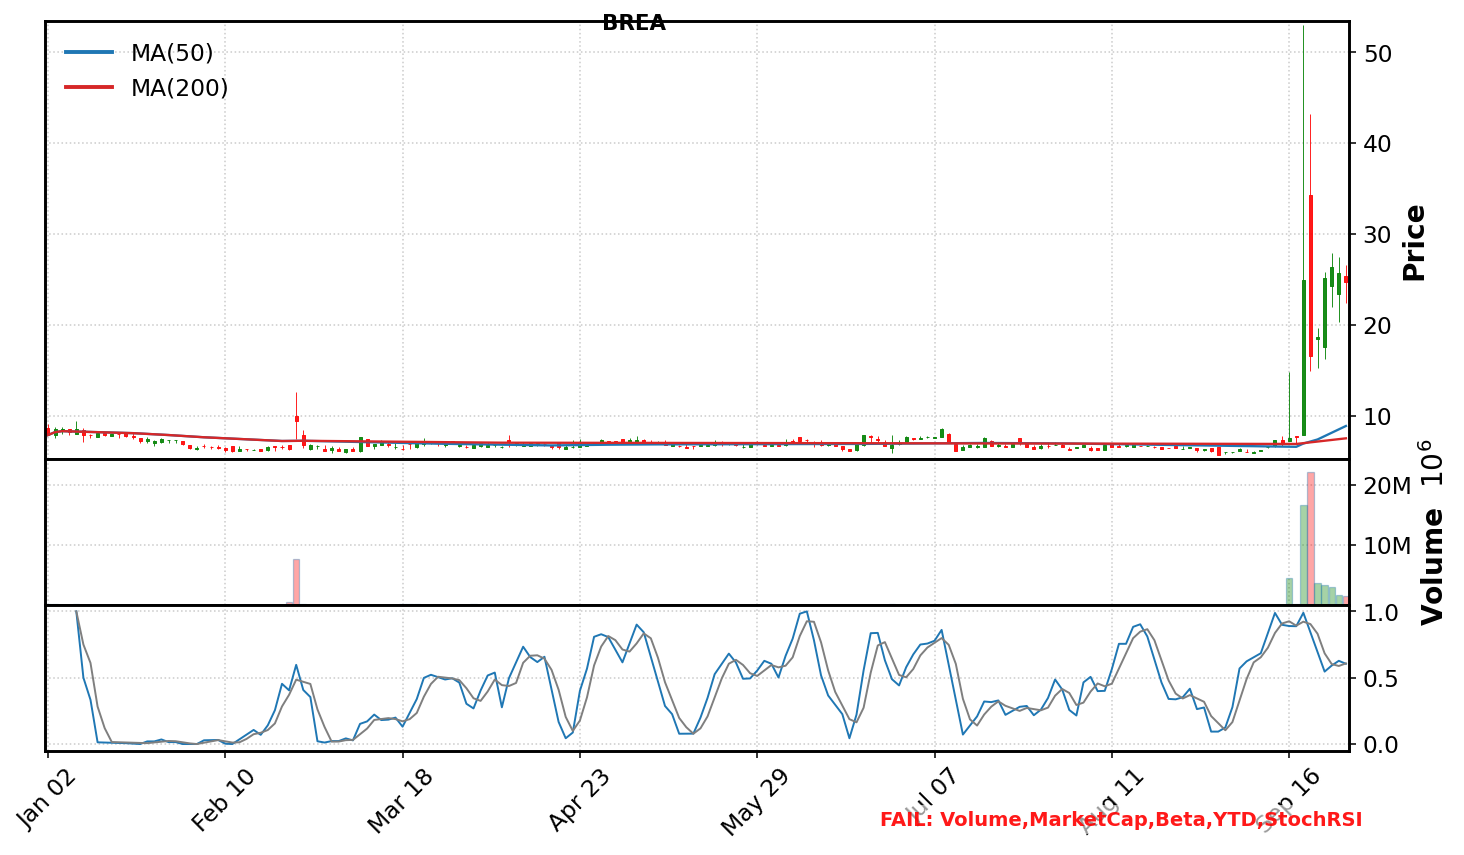 BREA
MA(50)
MA(200)
50
40
30
20
10
Price
20M
10M
Volume 10^6
1.0
0.5
0.0
Jan 02
Feb 10
Mar 18
Apr 23
May 29
Jul 07
Aug 11
Sep 16
FAIL: Volume,MarketCap,Beta,YTD,StochRSI